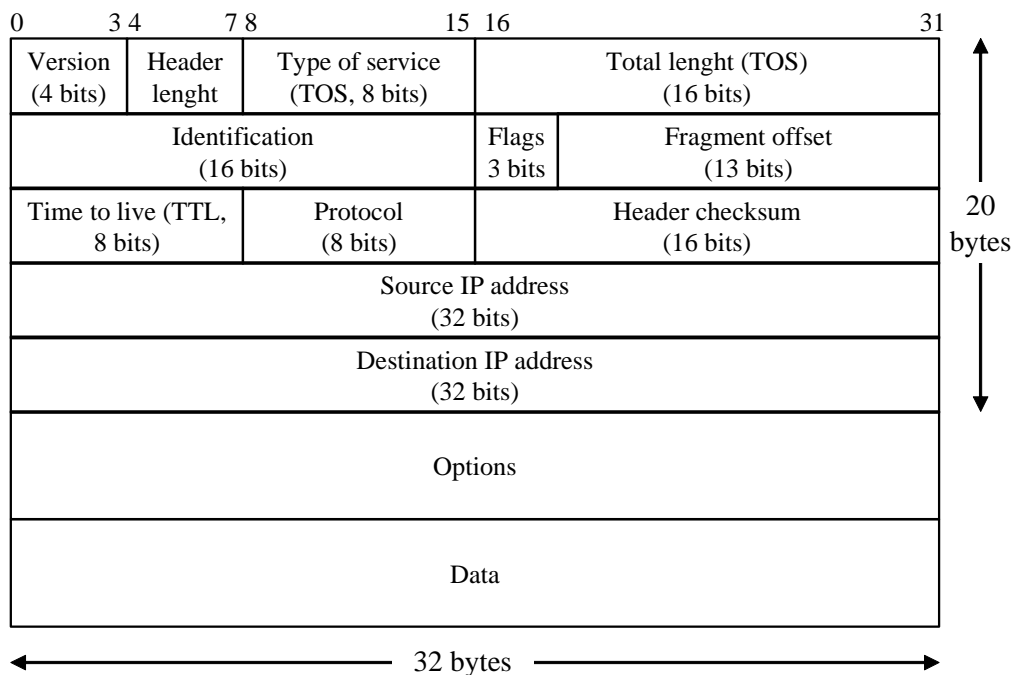 0 3 4 7 8 15 16 31
Version Header Type of service Total lenght (TOS)
(4 bits) lenght (TOS, 8 bits) (16 bits)
Identification Flags Fragment offset
(16 bits) 3 bits (13 bits)
Time to live (TTL, Protocol Header checksum 20
8 bits) (8 bits) (16 bits) bytes
Source IP address
(32 bits)
Destination IP address
(32 bits)
Options
Data
32 bytes